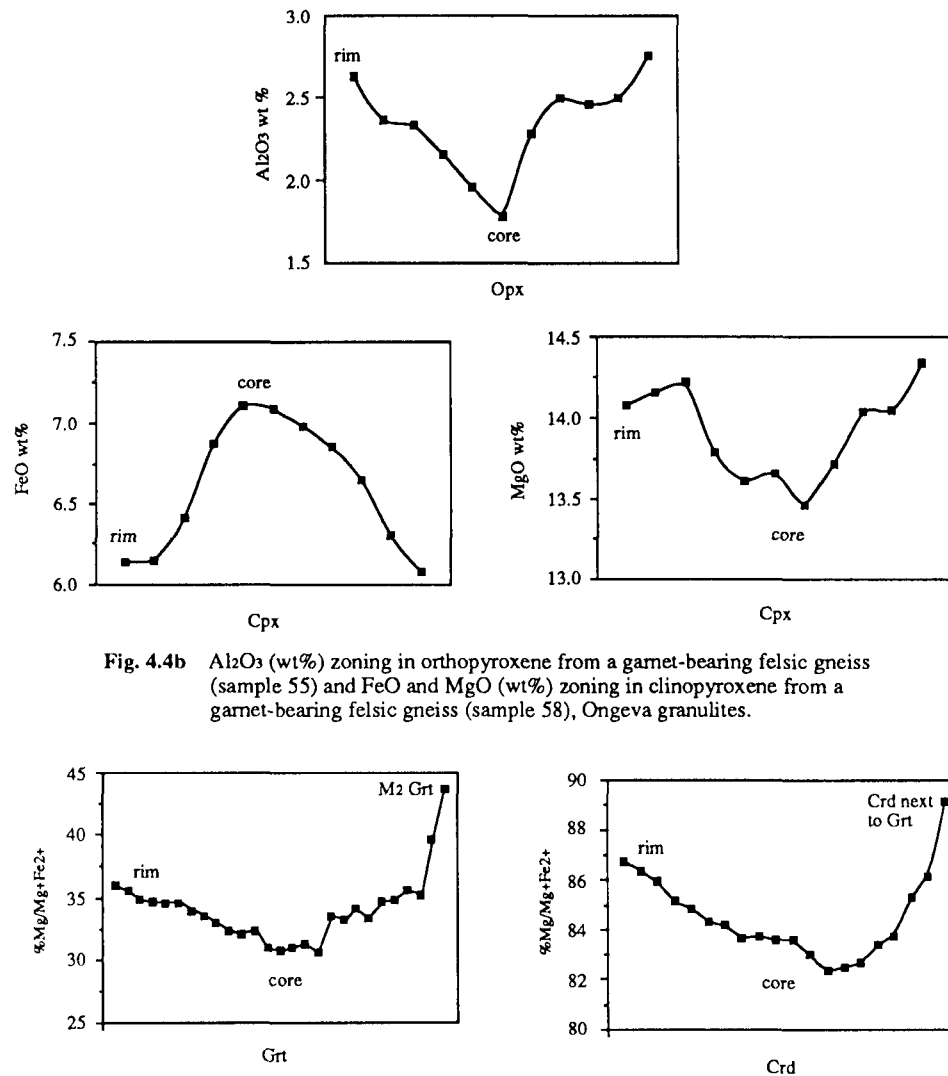 3.0
2.5
2.0
1.5
Al2O3 wt %
rim
core
Opx
7.5
7.0
6.5
6.0
FeO wt%
rim
core
Cpx
14.5
14.0
13.5
13.0
MgO wt%
rim
core
Cpx
Fig. 4.4b Al2O3 (wt%) zoning in orthopyroxene from a garnet-bearing felsic gneiss
(sample 55) and FeO and MgO (wt%) zoning in clinopyroxene from a
garnet-bearing felsic gneiss (sample 58), Ongeva granulites.
45
40
35
30
25
%Mg/Mg+Fe2+
rim
core
M2 Grt
Grt
90
88
86
84
82
80
%Mg/Mg+Fe2+
rim
core
Crd next
to Grt
Crd